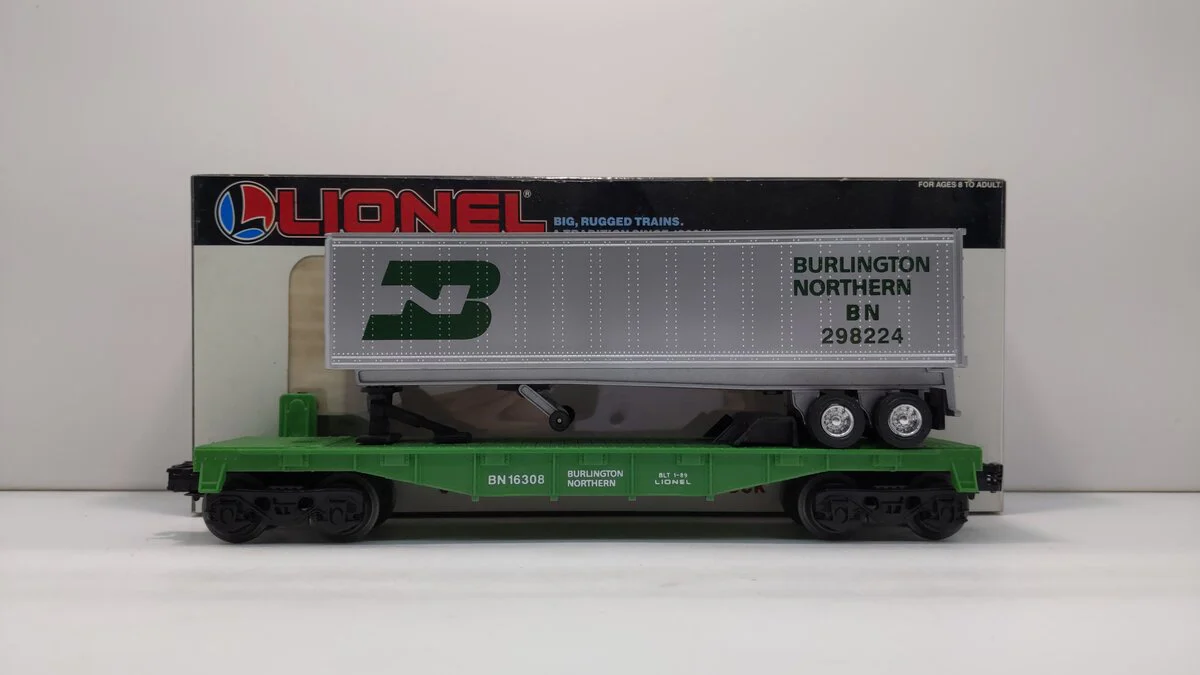 LIONEL®
FOR AGES 8 TO ADULT.
BIG, RUGGED TRAINS.
BN
BURLINGTON
NORTHERN
BN
298224
BN 16308
BURLINGTON
NORTHERN
BLT 1-89
LIONEL